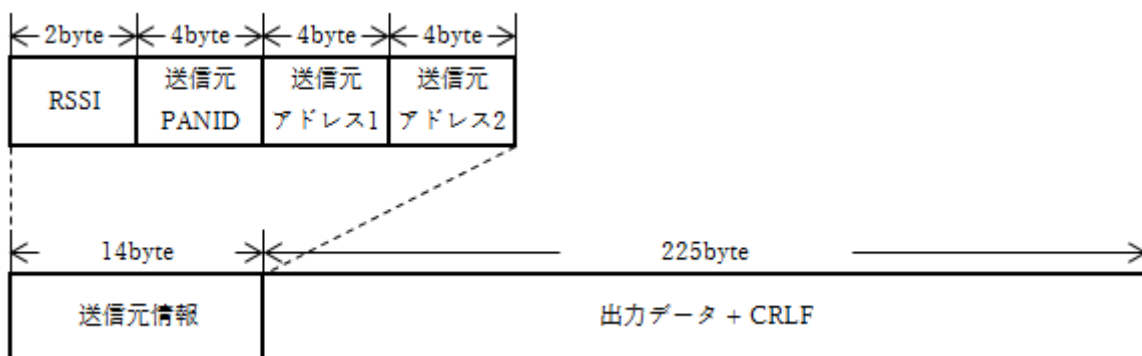 2byte 4byte 4byte 4byte
RSSI 送信元 PANID 送信元 アドレス1 送信元 アドレス2
14byte 225byte
送信元情報 出力データ + CRLF